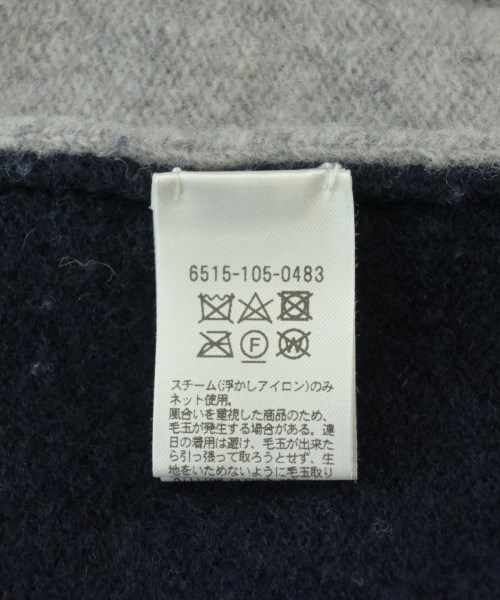 6515-105-0483
F W
スチーム(浮かしアイロン)のみ
ネット使用。
風合いを重視した商品のため、
毛玉が発生する場合がある。連
日の着用は避け、毛玉が出来た
ら引っ張って取ろうとせず、生
地をいためないように毛玉取り